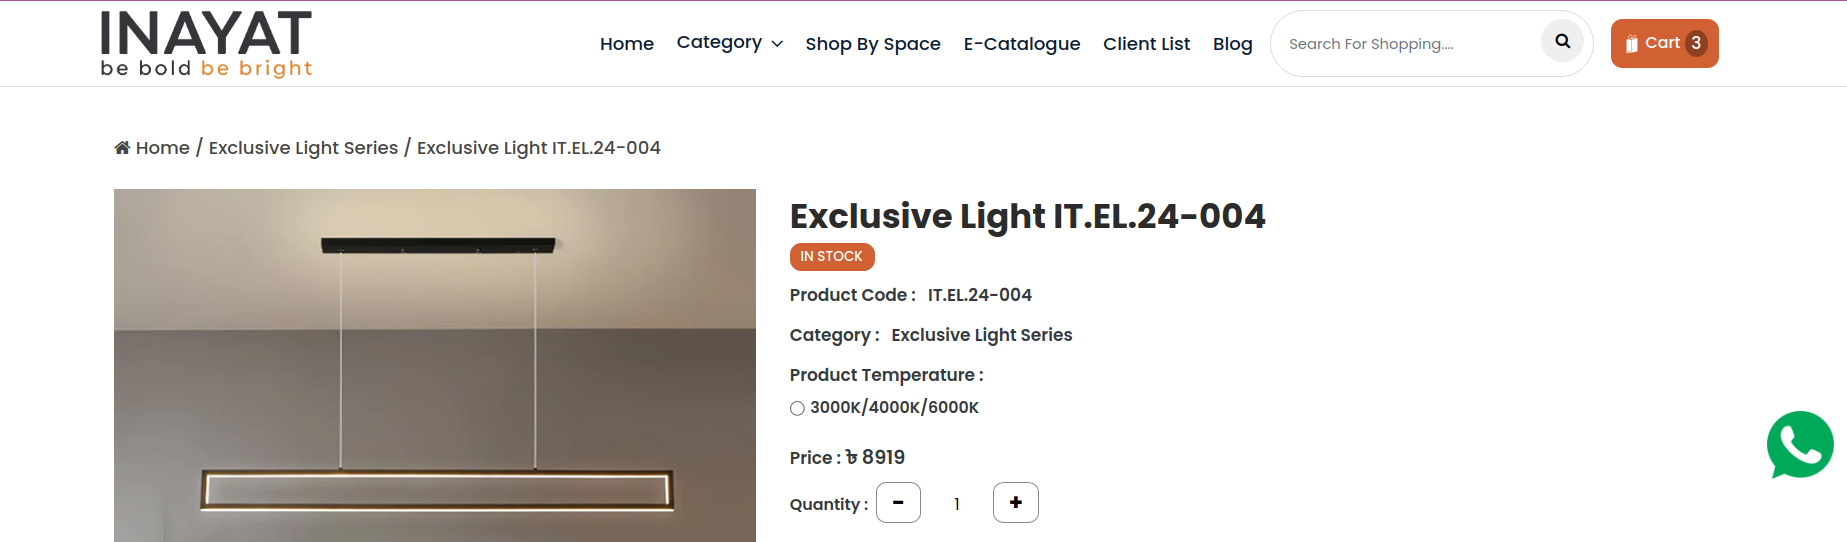 INAYAT
be bold be bright
Home Category Shop By Space E-Catalogue Client List Blog Search For Shopping.... Cart 3
Home / Exclusive Light Series / Exclusive Light IT.EL.24-004
Exclusive Light IT.EL.24-004
IN STOCK
Product Code : IT.EL.24-004
Category : Exclusive Light Series
Product Temperature :
3000K/4000K/6000K
Price : ৳ 8919
Quantity : - 1 +